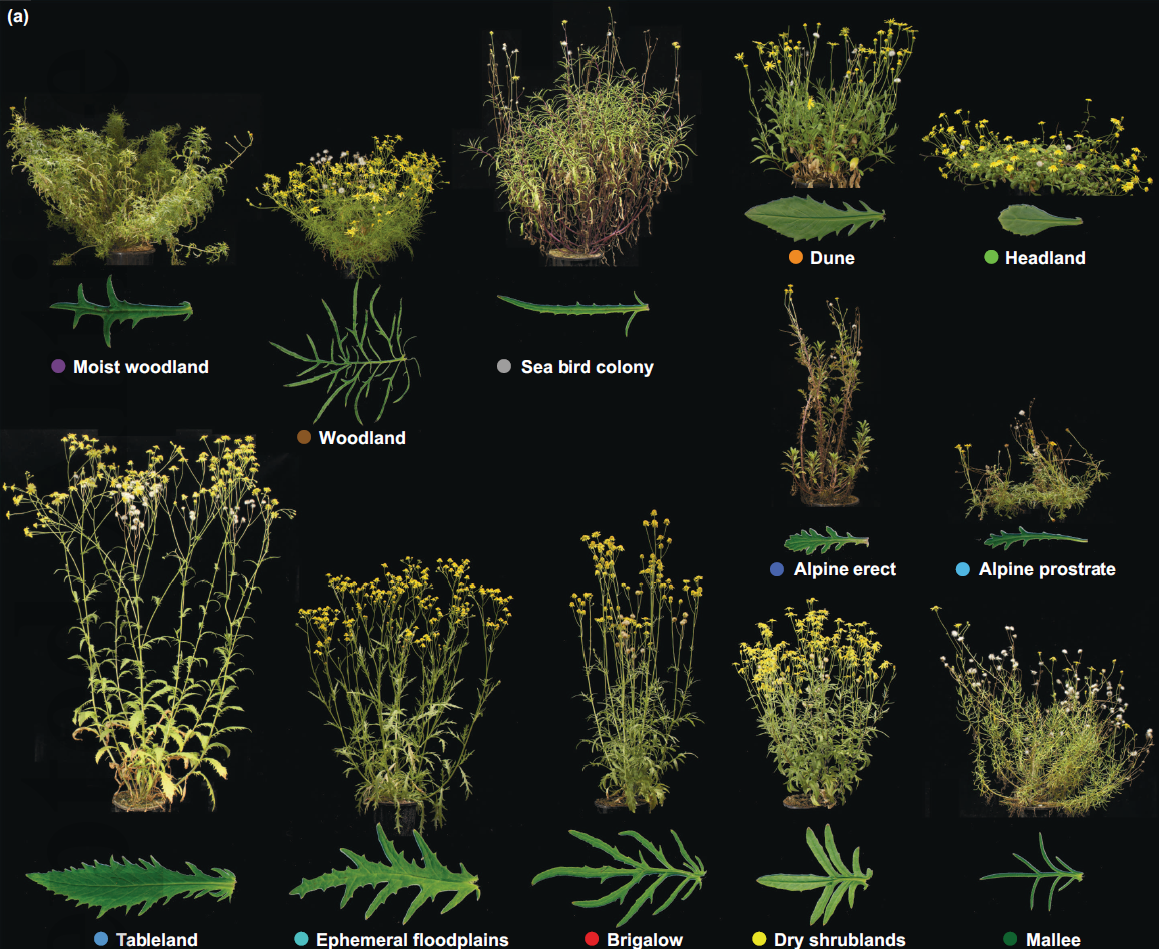 (a)
Dune
Headland
Moist woodland
Sea bird colony
Woodland
Alpine erect
Alpine prostrate
Tableland
Ephemeral floodplains
Brigalow
Dry shrublands
Mallee